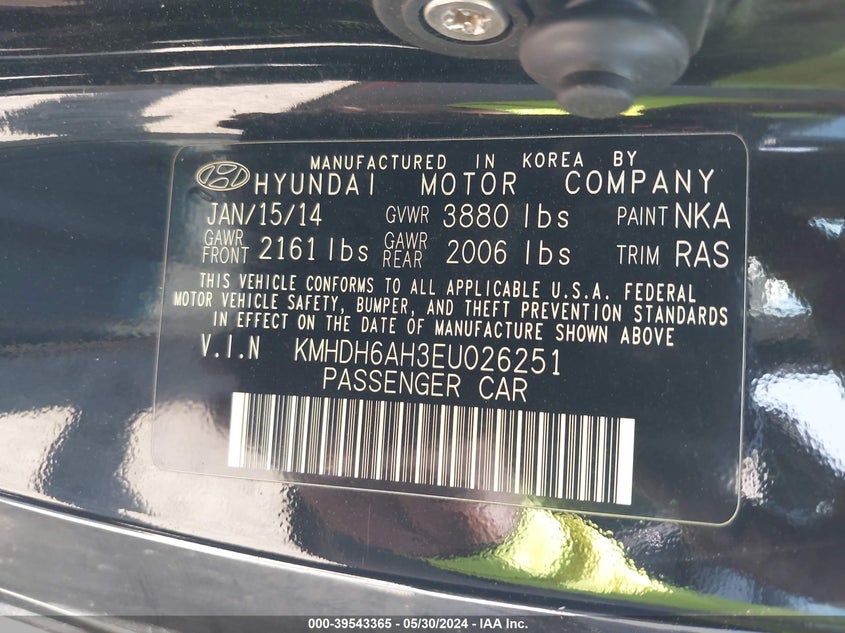 MANUFACTURED IN KOREA BY
HYUNDAI MOTOR COMPANY
JAN/15/14 GVWR 3880 lbs PAINT NKA
GAWR FRONT 2161 lbs GAWR REAR 2006 lbs TRIM RAS
THIS VEHICLE CONFORMS TO ALL APPLICABLE U.S.A. FEDERAL
MOTOR VEHICLE SAFETY, BUMPER, AND THEFT PREVENTION STANDARDS
IN EFFECT ON THE DATE OF MANUFACTURE SHOWN ABOVE
V.I.N KMHDH6AH3EU026251
PASSENGER CAR
000-39543365 - 05/30/2024 - IAA Inc.